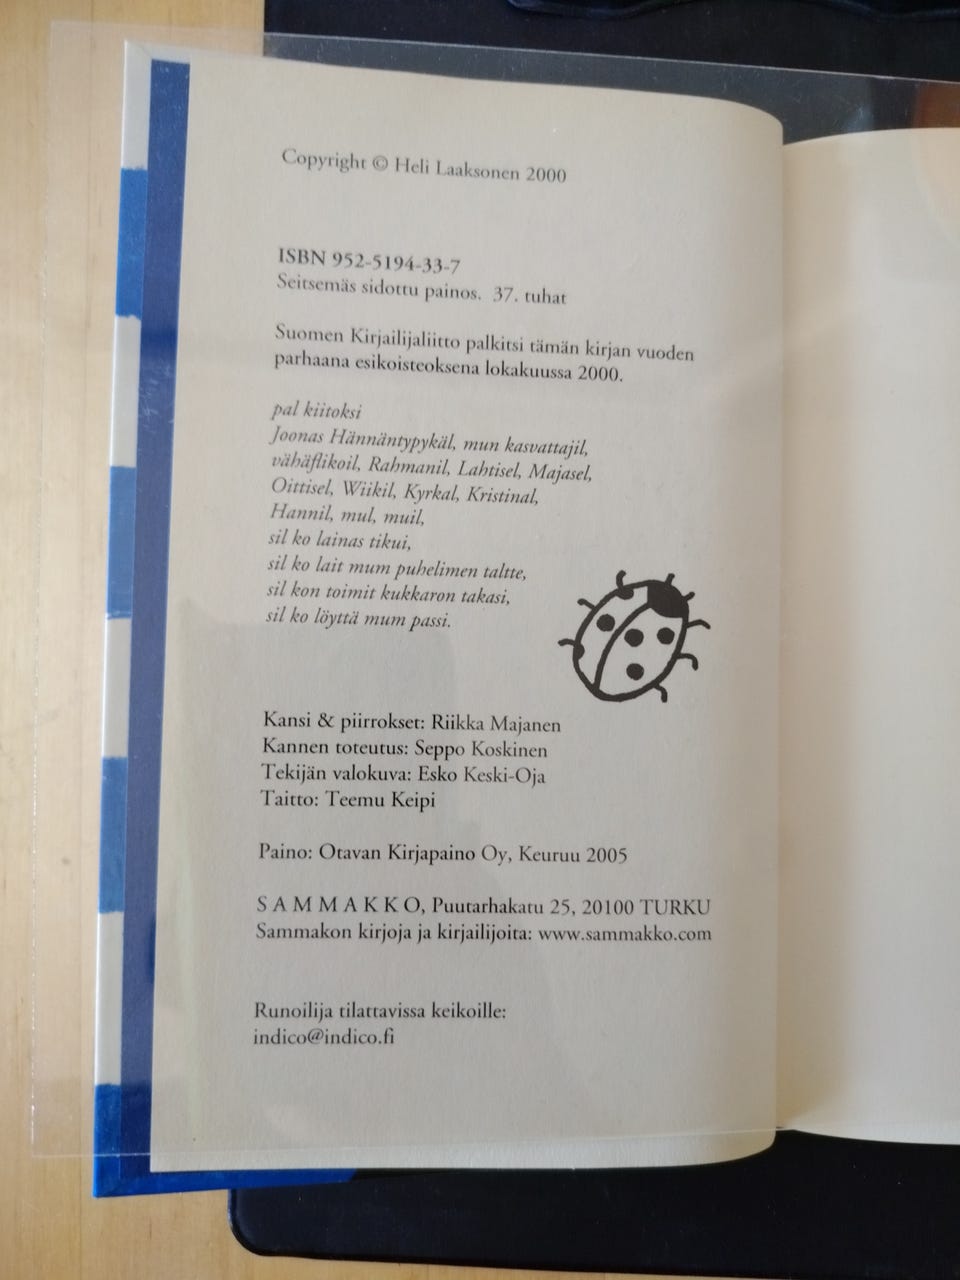 Copyright © Heli Laaksonen 2000
ISBN 952-5194-33-7
Seitsemäs sidottu painos. 37. tuhat
Suomen Kirjailijaliitto palkitsi tämän kirjan vuoden
parhaana esikoisteoksena lokakuussa 2000.
pal kiitoksi
Joonas Hännäntypykäl, mun kasvattajil,
vähäflikoil, Rahmanil, Lahtisel, Majasel,
Oittisel, Wiikil, Kyrkal, Kristinal,
Hannil, mul, muil,
sil ko lainas tikui,
sil ko lait mum puhelimen taltte,
sil kon toimit kukkaron takasi,
sil ko löyttä mum passi.
Kansi & piirrokset: Riikka Majanen
Kannen toteutus: Seppo Koskinen
Tekijän valokuva: Esko Keski-Oja
Taitto: Teemu Keipi
Paino: Otavan Kirjapaino Oy, Keuruu 2005
S A M M A K K O, Puutarhakatu 25, 20100 TURKU
Sammakon kirjoja ja kirjailijoita: www.sammakko.com
Runoilija tilattavissa keikoille:
indico@indico.fi